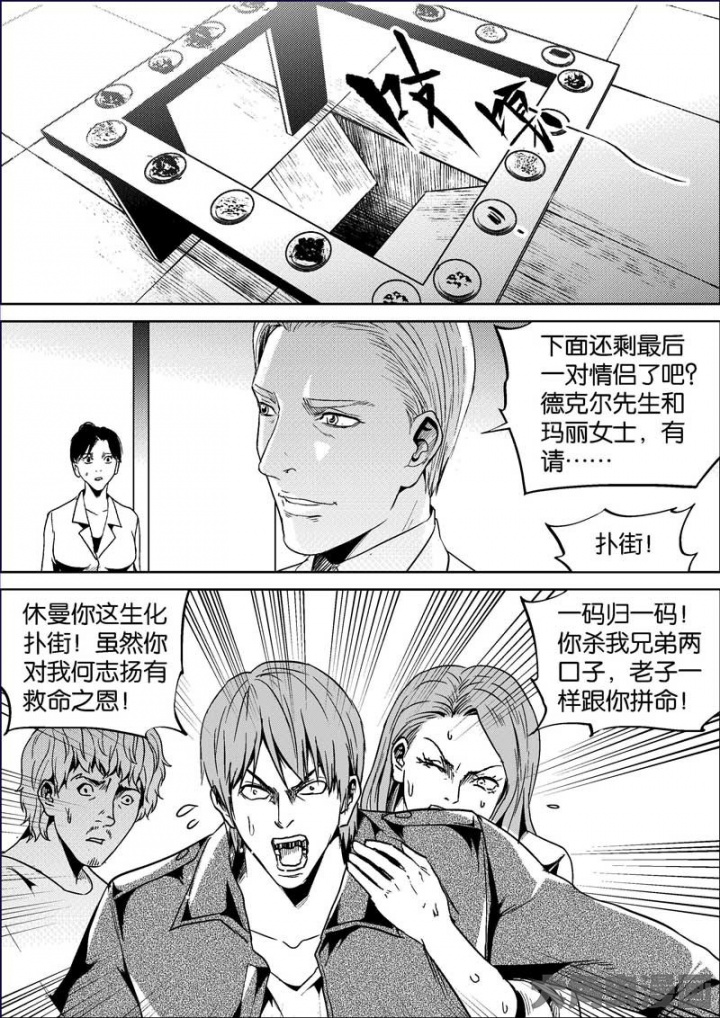 吱嘎
下面还剩最后
一对情侣了吧？
德克尔先生和
玛丽女士，有
请……
扑街！
休曼你这生化
扑街！虽然你
对我何志扬有
救命之恩！
一码归一码！
你杀我兄弟两
口子，老子一
样跟你拼命！